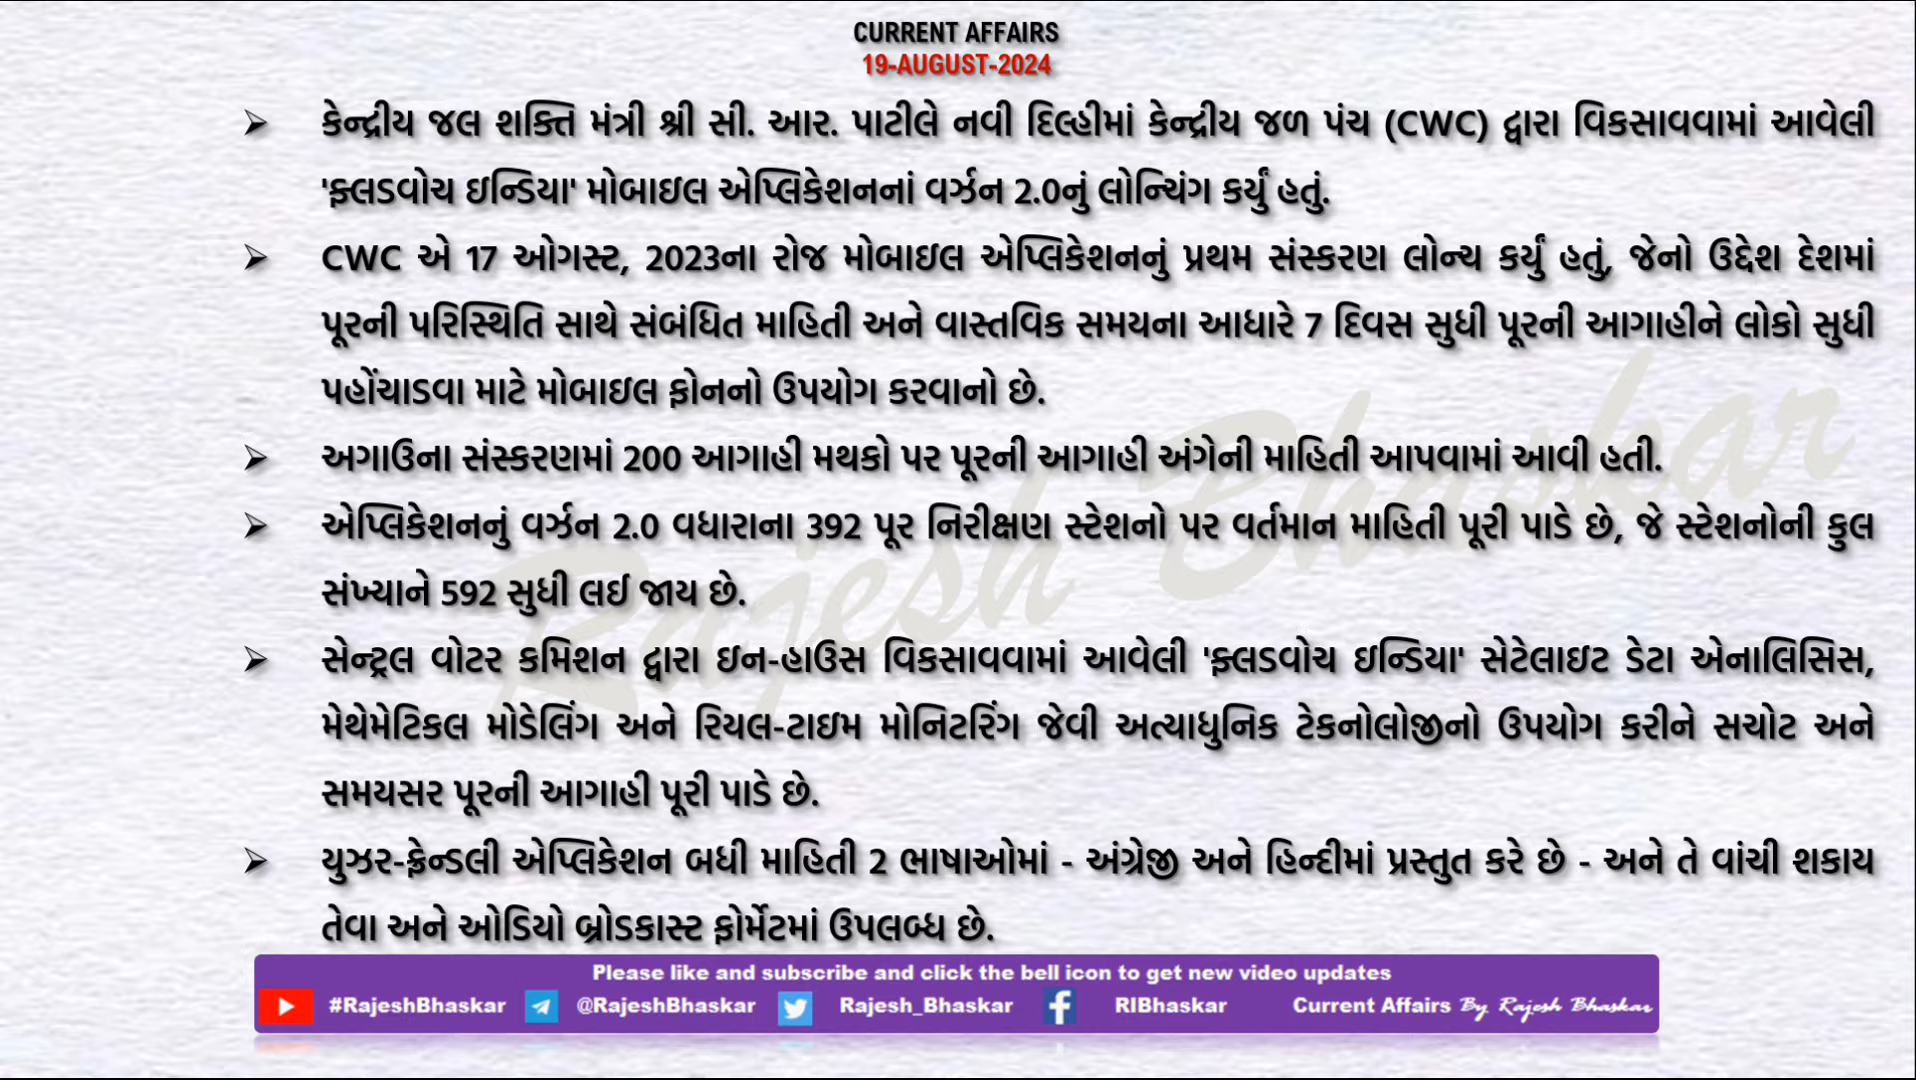 CURRENT AFFAIRS
19-AUGUST-2024
➢ કેન્દ્રીય જલ શક્તિ મંત્રી શ્રી સી. આર. પાટીલે નવી દિલ્હીમાં કેન્દ્રીય જળ પંચ (CWC) દ્વારા વિકસાવવામાં આવેલી
'ફ્લડવોચ ઇન્ડિયા' મોબાઇલ એપ્લિકેશનનાં વર્ઝન 2.0નું લોન્ચિંગ કર્યું હતું.
➢ CWC એ 17 ઓગસ્ટ, 2023ના રોજ મોબાઇલ એપ્લિકેશનનું પ્રથમ સંસ્કરણ લોન્ચ કર્યું હતું, જેનો ઉદ્દેશ દેશમાં
પૂરની પરિસ્થિતિ સાથે સંબંધિત માહિતી અને વાસ્તવિક સમયના આધારે 7 દિવસ સુધી પૂરની આગાહીને લોકો સુધી
પહોંચાડવા માટે મોબાઇલ ફોનનો ઉપયોગ કરવાનો છે.
➢ અગાઉના સંસ્કરણમાં 200 આગાહી મથકો પર પૂરની આગાહી અંગેની માહિતી આપવામાં આવી હતી.
➢ એપ્લિકેશનનું વર્ઝન 2.0 વધારાના 392 પૂર નિરીક્ષણ સ્ટેશનો પર વર્તમાન માહિતી પૂરી પાડે છે, જે સ્ટેશનોની કુલ
સંખ્યાને 592 સુધી લઈ જાય છે.
➢ સેન્ટ્રલ વોટર કમિશન દ્વારા ઇન-હાઉસ વિકસાવવામાં આવેલી 'ફ્લડવોચ ઇન્ડિયા' સેટેલાઇટ ડેટા એનાલિસિસ,
મેથેમેટિકલ મોડેલિંગ અને રિયલ-ટાઇમ મોનિટરિંગ જેવી અત્યાધુનિક ટેકનોલોજીનો ઉપયોગ કરીને સચોટ અને
સમયસર પૂરની આગાહી પૂરી પાડે છે.
➢ યુઝર-ફ્રેન્ડલી એપ્લિકેશન બધી માહિતી 2 ભાષાઓમાં - અંગ્રેજી અને હિન્દીમાં પ્રસ્તુત કરે છે - અને તે વાંચી શકાય
તેવા અને ઓડિયો બ્રોડકાસ્ટ ફોર્મેટમાં ઉપલબ્ધ છે.
Rajesh Bhaskar
Please like and subscribe and click the bell icon to get new video updates
#RajeshBhaskar @RajeshBhaskar Rajesh_Bhaskar RIBhaskar Current Affairs By Rajesh Bhaskar